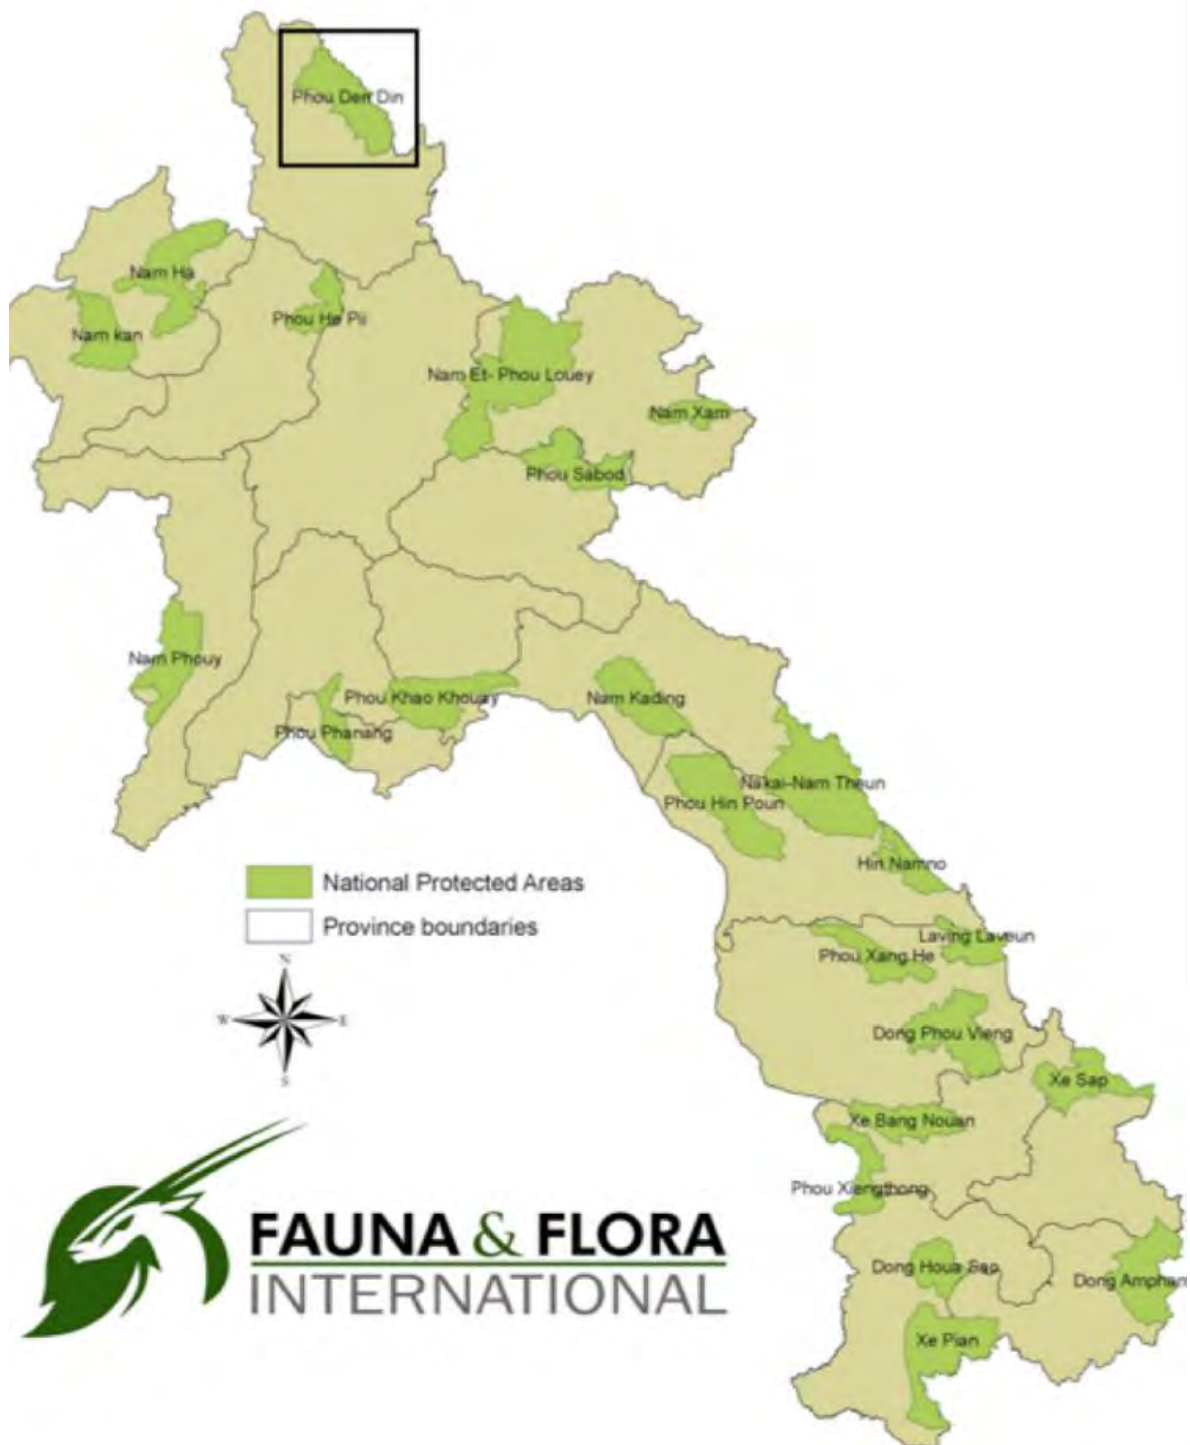 Phou Den Din
Nam Ha
Phou He Pii
Nam kan
Nam Et- Phou Louey
Nam Xam
Phou Sabod
Nam Phouy
Phou Khao Khouay
Nam Kading
Phou Phanang
Nakai-Nam Theun
Phou Hin Poun
Hin Namno
National Protected Areas
Province boundaries
Laving Laveun
Phou Xang He
N
W
E
S
Dong Phou Vieng
Xe Sap
Xe Bang Nouan
Phou Xiengthong
FAUNA & FLORA
INTERNATIONAL
Dong Houa Sao
Dong Amphan
Xe Pian